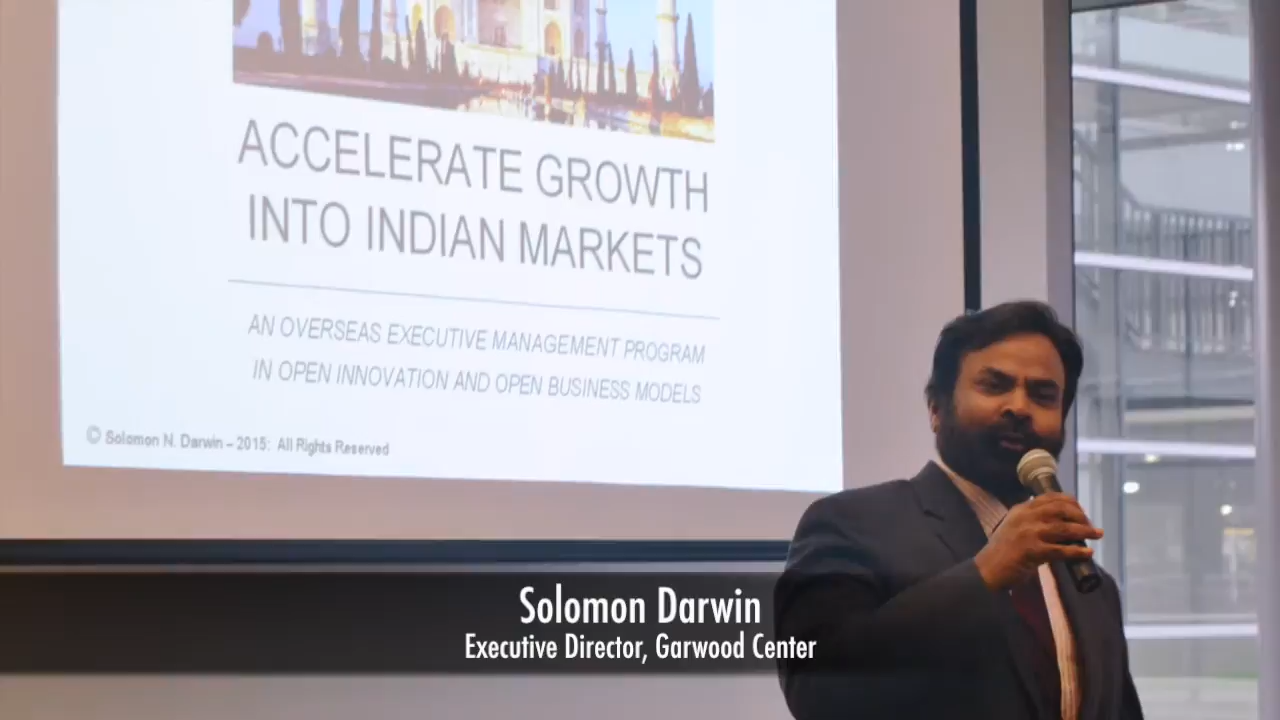 ACCELERATE GROWTH
INTO INDIAN MARKETS
AN OVERSEAS EXECUTIVE MANAGEMENT PROGRAM
IN OPEN INNOVATION AND OPEN BUSINESS MODELS
© Solomon N. Darwin – 2015: All Rights Reserved
Solomon Darwin
Executive Director, Garwood Center